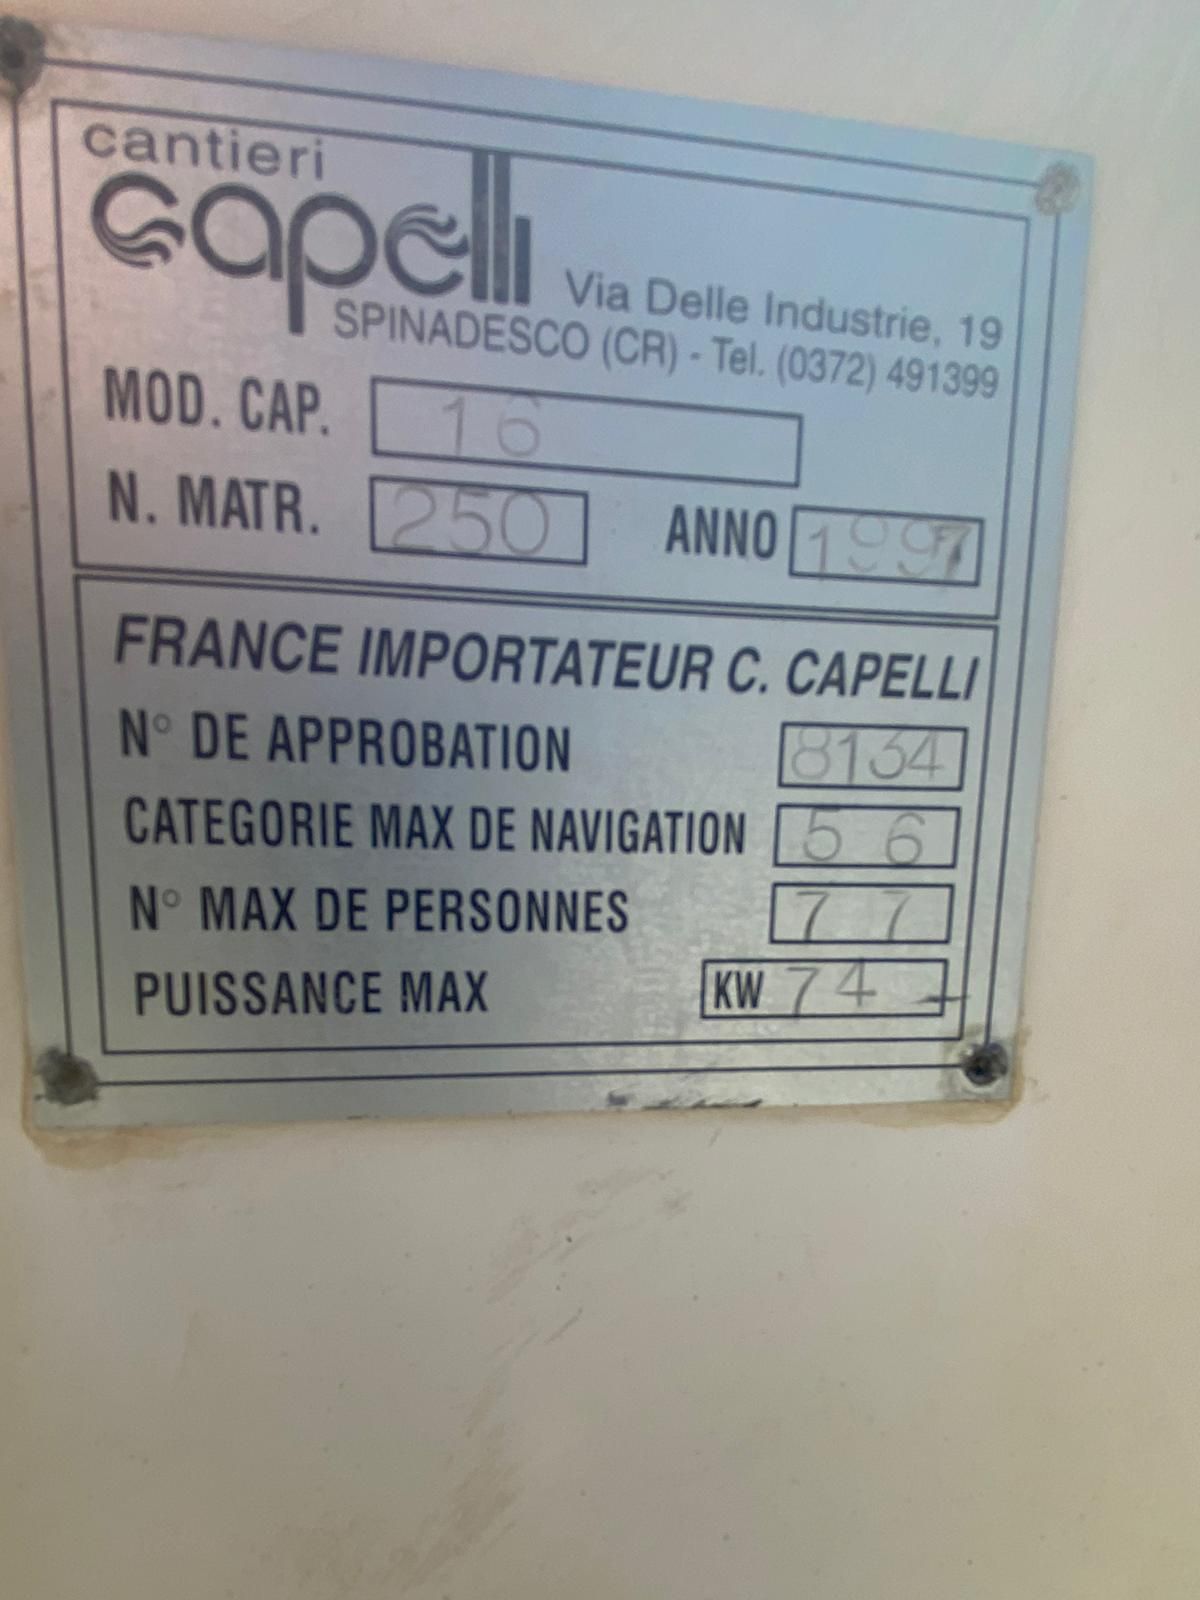 cantieri
capelli
Via Delle Industrie, 19
SPINADESCO (CR) - Tel. (0372) 491399
MOD. CAP. 16
N. MATR. 250 ANNO 1997
FRANCE IMPORTATEUR C. CAPELLI
N° DE APPROBATION 8134
CATEGORIE MAX DE NAVIGATION 5 6
N° MAX DE PERSONNES 7 7
PUISSANCE MAX KW 74